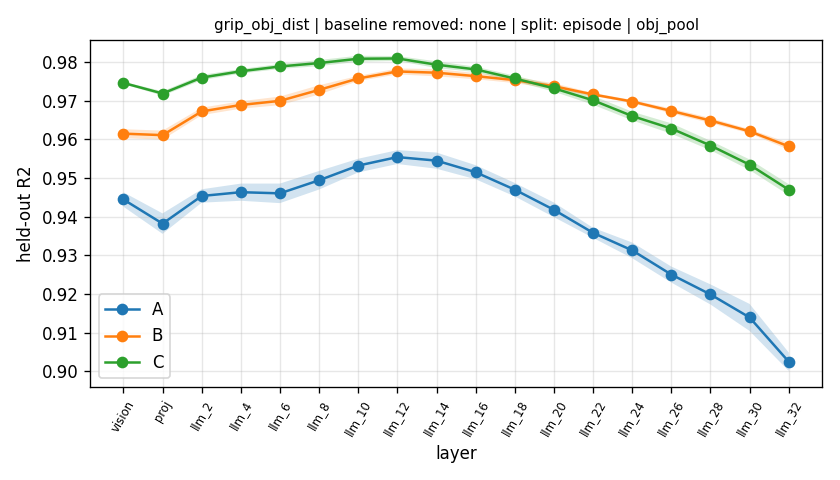 grip_obj_dist | baseline removed: none | split: episode | obj_pool
held-out R2
0.98
0.97
0.96
0.95
0.94
0.93
0.92
0.91
0.90
A
B
C
vision
proj
llm_2
llm_4
llm_6
llm_8
llm_10
llm_12
llm_14
llm_16
llm_18
llm_20
llm_22
llm_24
llm_26
llm_28
llm_30
llm_32
layer